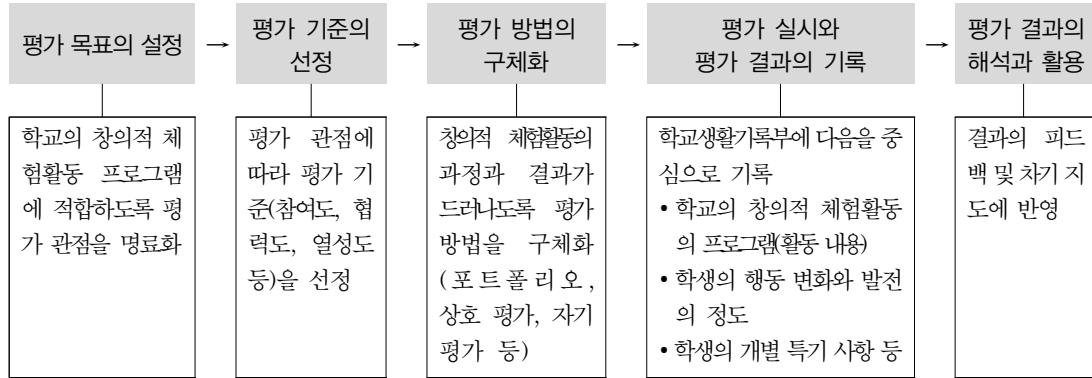 평가 목표의 설정
→
평가 기준의
선정
→
평가 방법의
구체화
→
평가 실시와
평가 결과의 기록
→
평가 결과의
해석과 활용
학교의 창의적 체
험활동 프로그램
에 적합하도록 평
가 관점을 명료화
평가 관점에
따라 평가 기
준(참여도, 협
력도, 열성도
등)을 선정
창의적 체험활동의
과정과 결과가
드러나도록 평가
방법을 구체화
(포트폴리오,
상호 평가, 자기
평가 등)
학교생활기록부에 다음을 중
심으로 기록
• 학교의 창의적 체험활동
의 프로그램(활동 내용)
• 학생의 행동 변화와 발전
의 정도
• 학생의 개별 특기 사항 등
결과의 피드
백 및 차기 지
도에 반영